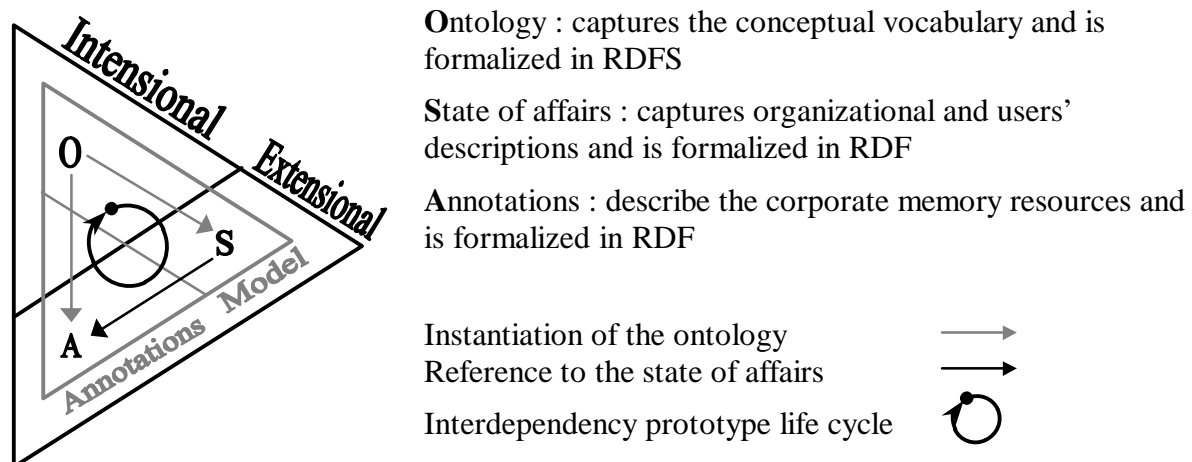 Intensional
Extensional
O
S
A
Model
Annotations
Ontology : captures the conceptual vocabulary and is
formalized in RDFS
State of affairs : captures organizational and users’
descriptions and is formalized in RDF
Annotations : describe the corporate memory resources and
is formalized in RDF
Instantiation of the ontology
Reference to the state of affairs
Interdependency prototype life cycle